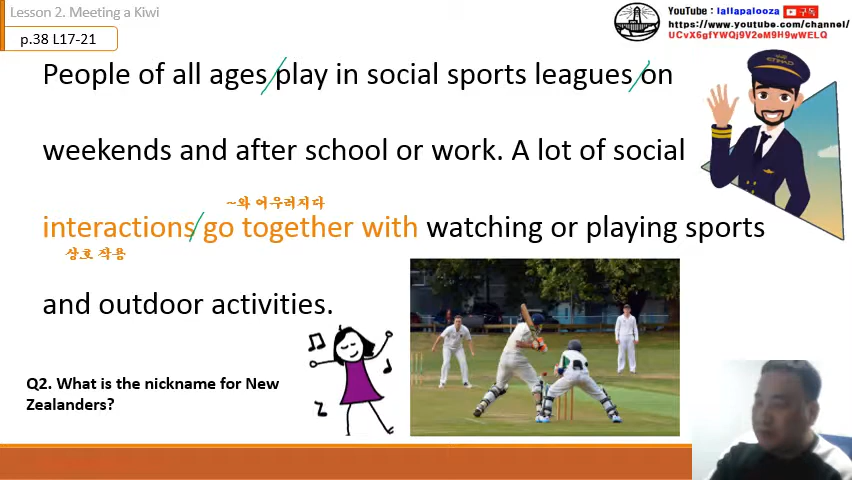 Lesson 2. Meeting a Kiwi
p.38 L17-21
YouTube : lallapalooza 구독
https://www.youtube.com/channel/
UCvX6gfYWQj9V2eM9H9wWELQ
People of all ages play in social sports leagues on
weekends and after school or work. A lot of social
~와 어우러지다
interactions go together with watching or playing sports
상호 작용
and outdoor activities.
Q2. What is the nickname for New
Zealanders?